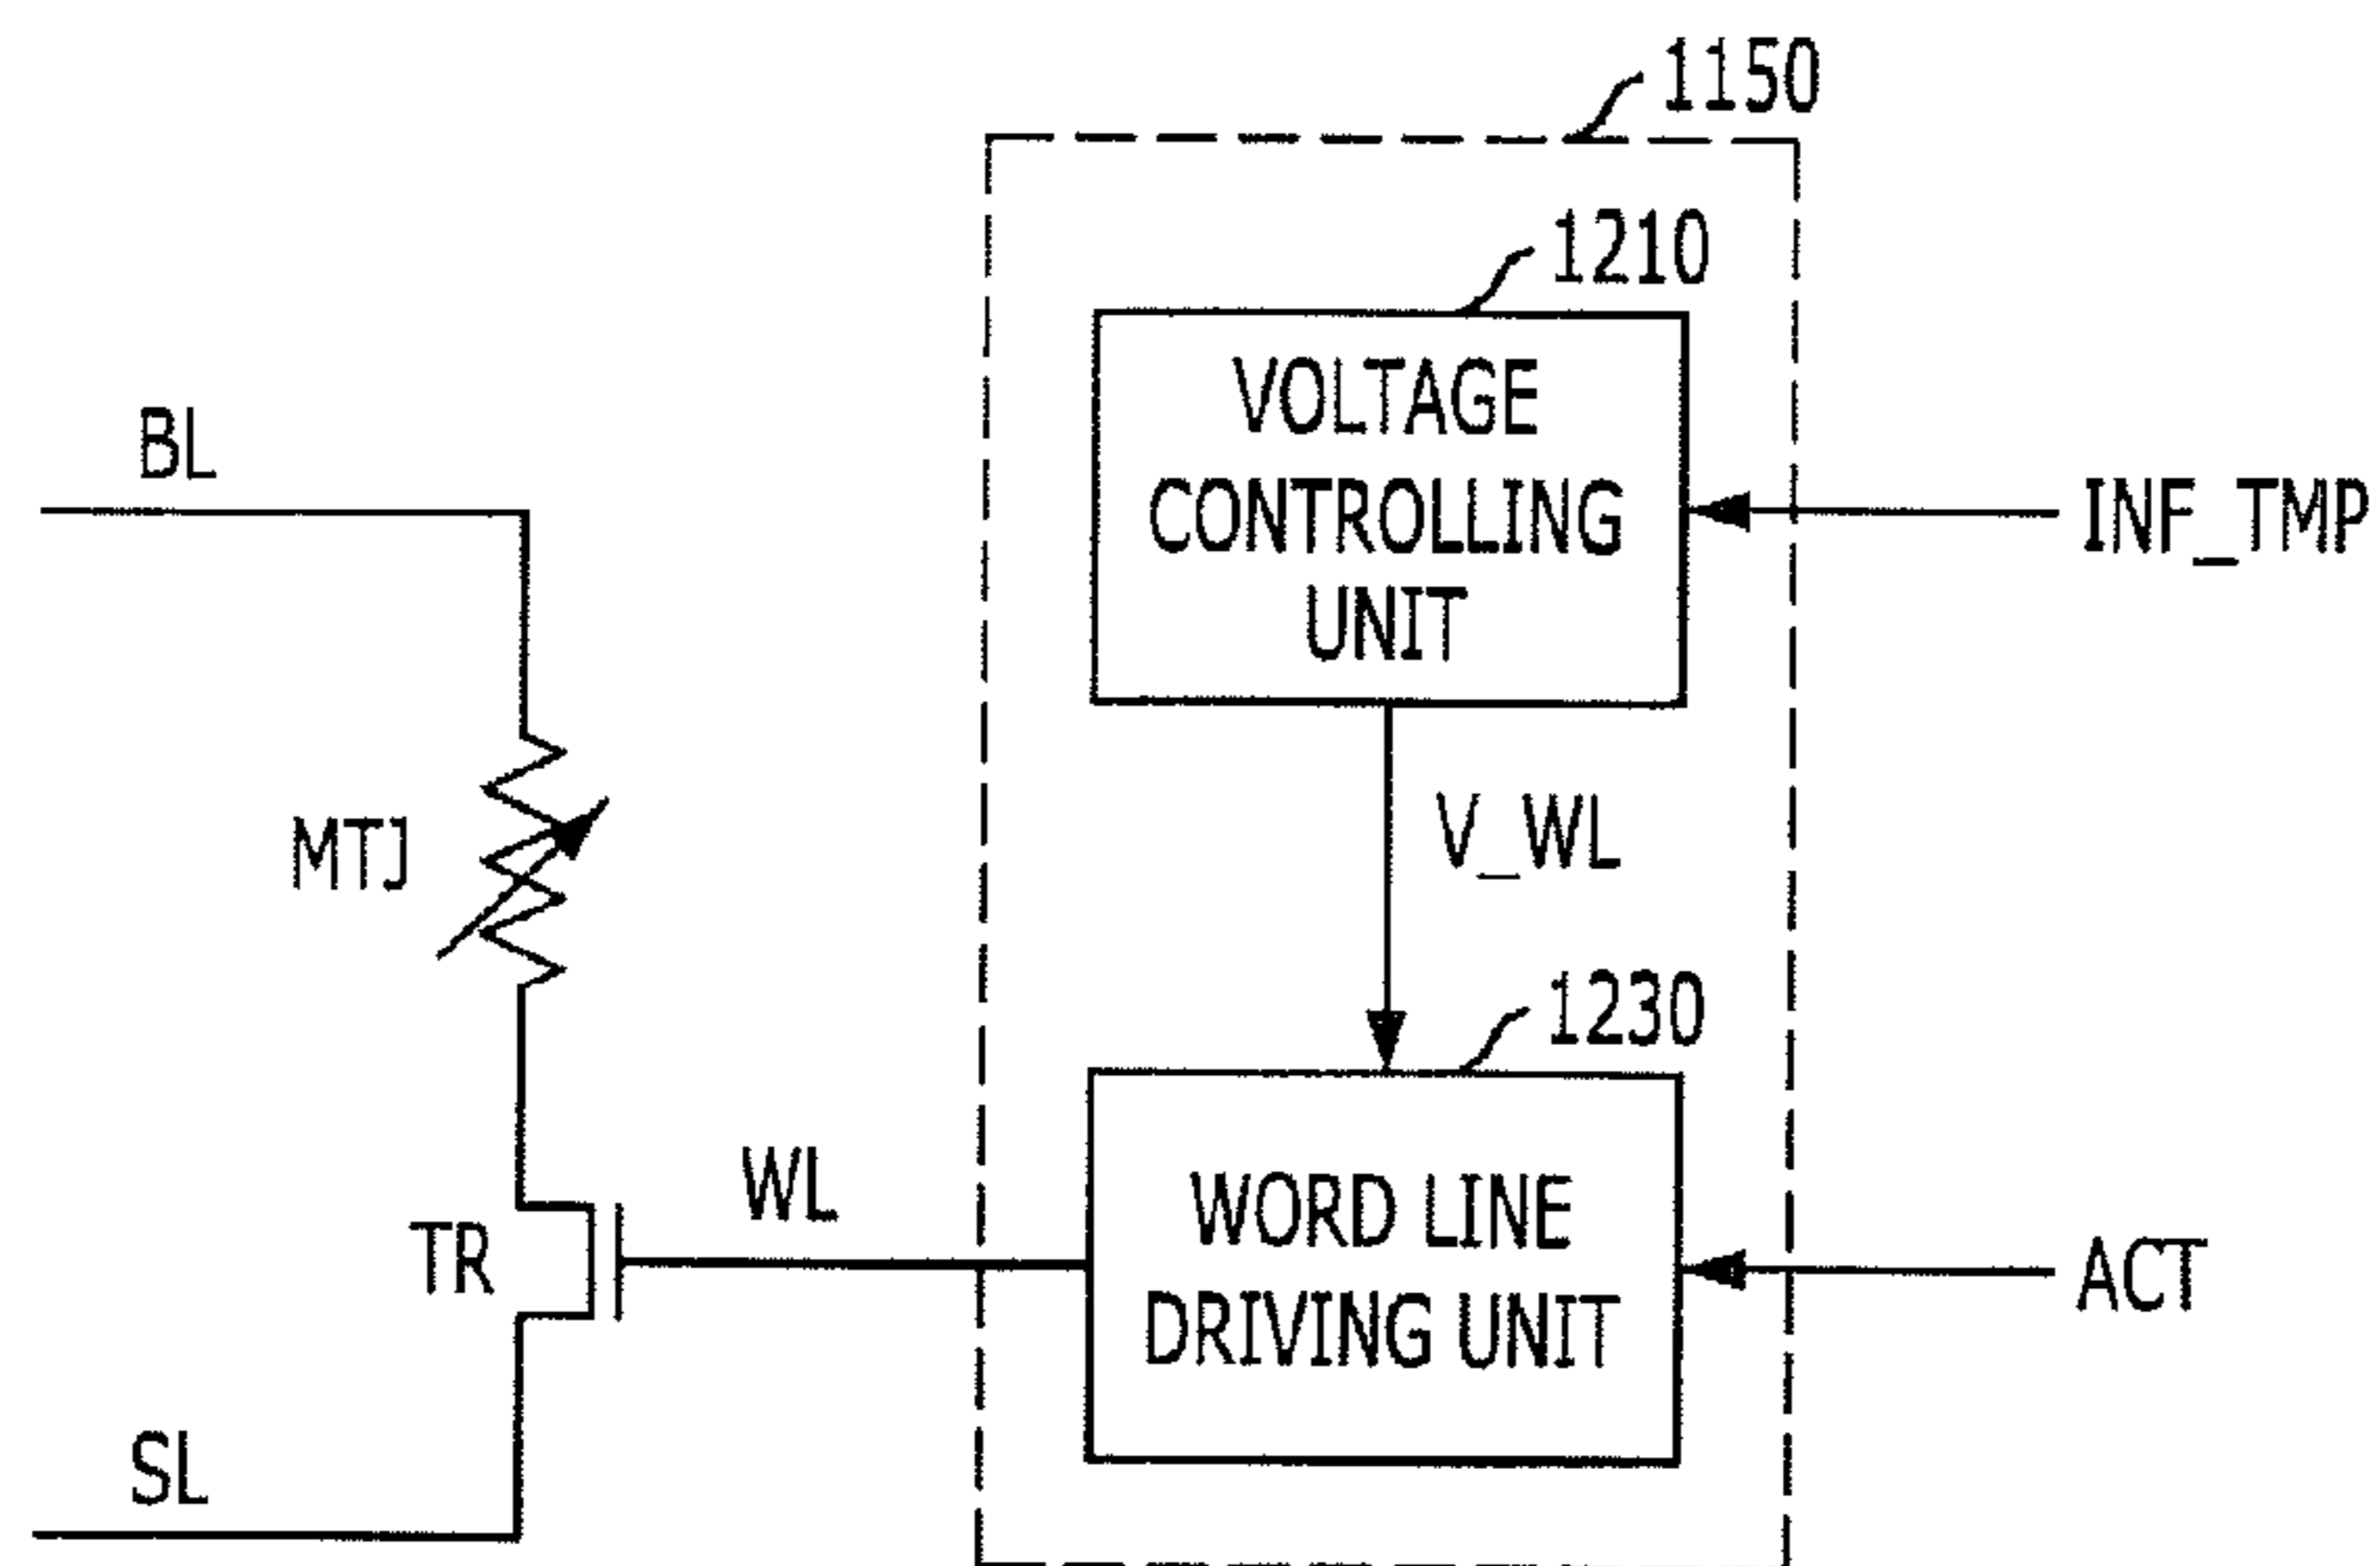 1150
1210
VOLTAGE
CONTROLLING
UNIT
BL
INF_TMP
MTJ
V_WL
1230
WL
TR
WORD LINE
DRIVING UNIT
ACT
SL